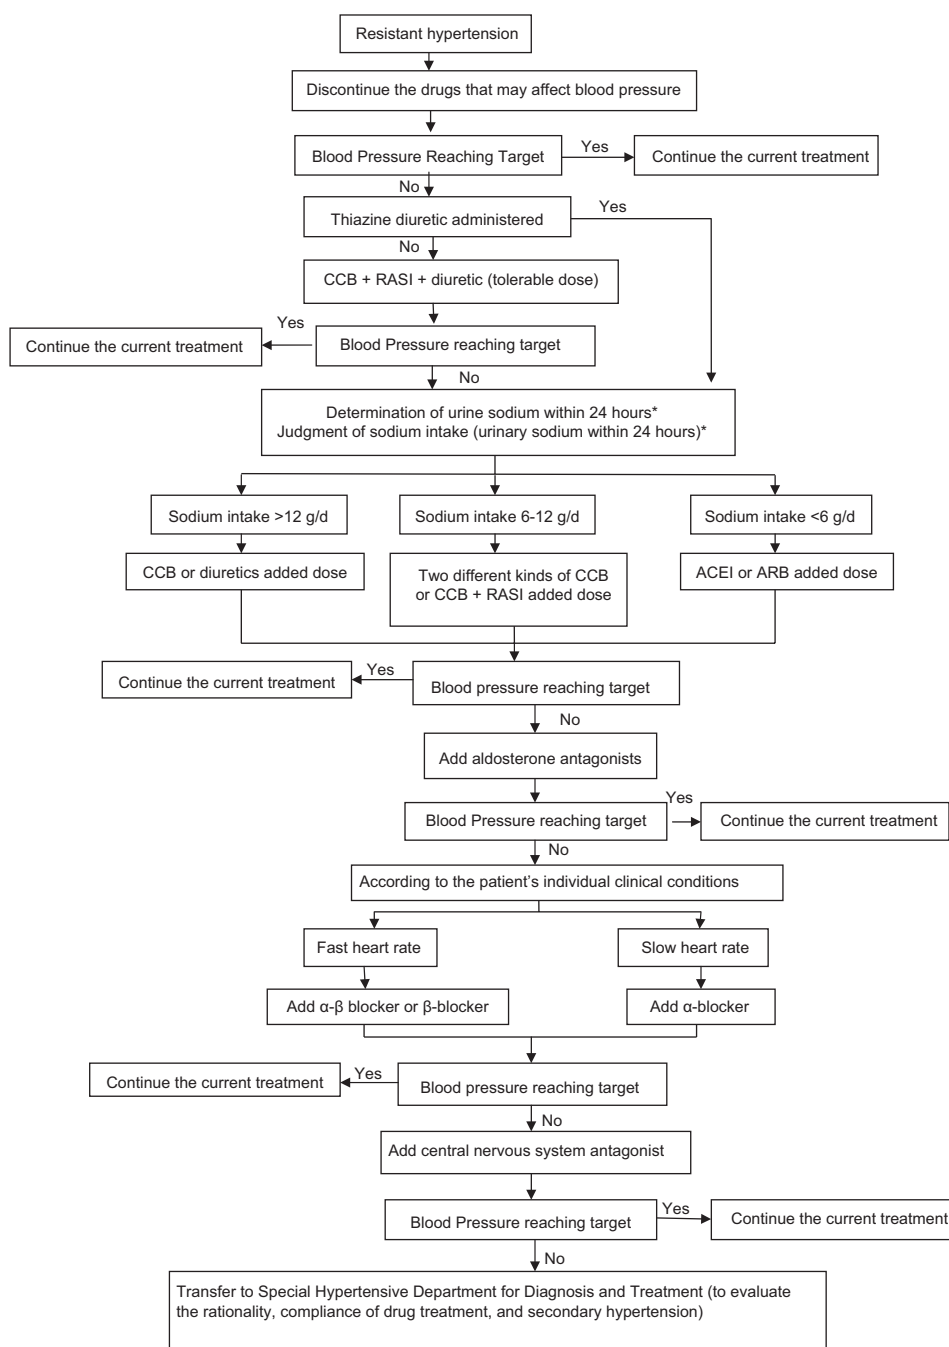 Resistant hypertension
Discontinue the drugs that may affect blood pressure
Blood Pressure Reaching Target
Yes
Continue the current treatment
No
Thiazine diuretic administered
Yes
No
CCB + RASI + diuretic (tolerable dose)
Yes
Continue the current treatment
Blood Pressure reaching target
No
Determination of urine sodium within 24 hours*
Judgment of sodium intake (urinary sodium within 24 hours)*
Sodium intake >12 g/d
Sodium intake 6-12 g/d
Sodium intake <6 g/d
CCB or diuretics added dose
Two different kinds of CCB
or CCB + RASI added dose
ACEI or ARB added dose
Yes
Continue the current treatment
Blood pressure reaching target
No
Add aldosterone antagonists
Blood Pressure reaching target
Yes
Continue the current treatment
No
According to the patient’s individual clinical conditions
Fast heart rate
Slow heart rate
Add α-β blocker or β-blocker
Add α-blocker
Yes
Continue the current treatment
Blood pressure reaching target
No
Add central nervous system antagonist
Blood Pressure reaching target
Yes
Continue the current treatment
No
Transfer to Special Hypertensive Department for Diagnosis and Treatment (to evaluate
the rationality, compliance of drug treatment, and secondary hypertension)